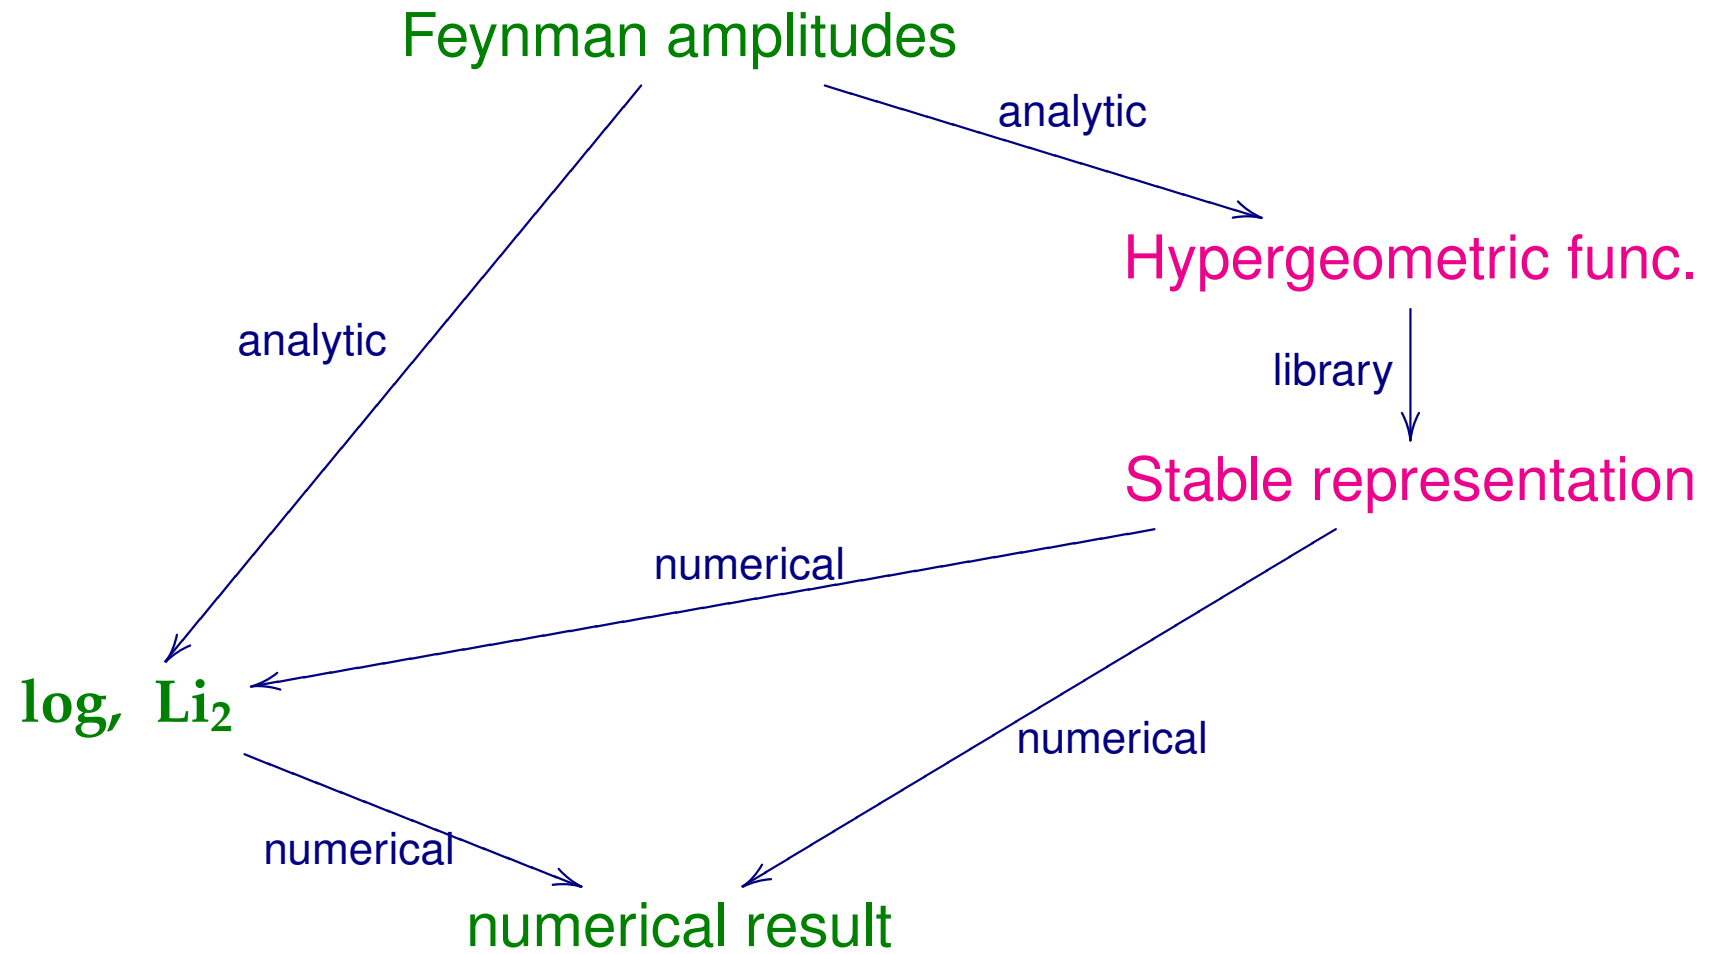 Feynman amplitudes
analytic
Hypergeometric func.
analytic
library
Stable representation
numerical
log, Li₂
numerical
numerical
numerical result